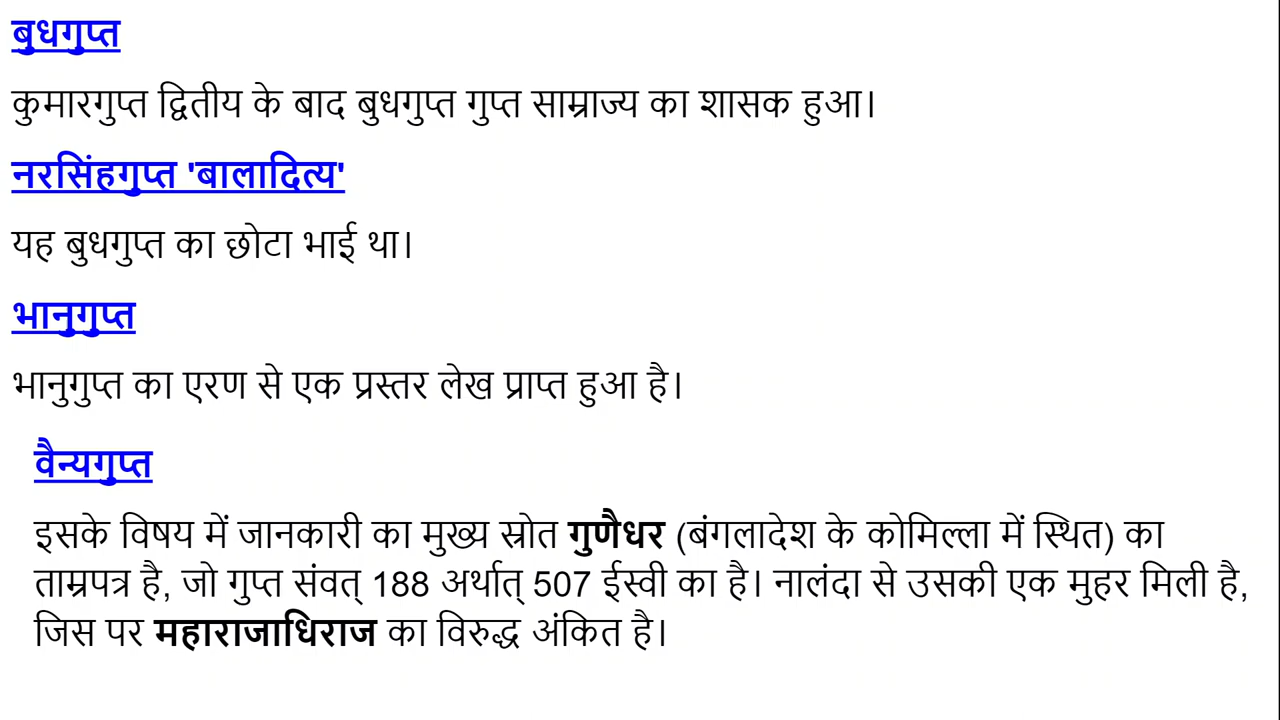 बुधगुप्त
कुमारगुप्त द्वितीय के बाद बुधगुप्त गुप्त साम्राज्य का शासक हुआ।
नरसिंहगुप्त 'बालादित्य'
यह बुधगुप्त का छोटा भाई था।
भानुगुप्त
भानुगुप्त का एरण से एक प्रस्तर लेख प्राप्त हुआ है।
वैन्यगुप्त
इसके विषय में जानकारी का मुख्य स्रोत गुणैधर (बंगलादेश के कोमिल्ला में स्थित) का
ताम्रपत्र है, जो गुप्त संवत् 188 अर्थात् 507 ईस्वी का है। नालंदा से उसकी एक मुहर मिली है,
जिस पर महाराजाधिराज का विरुद्ध अंकित है।